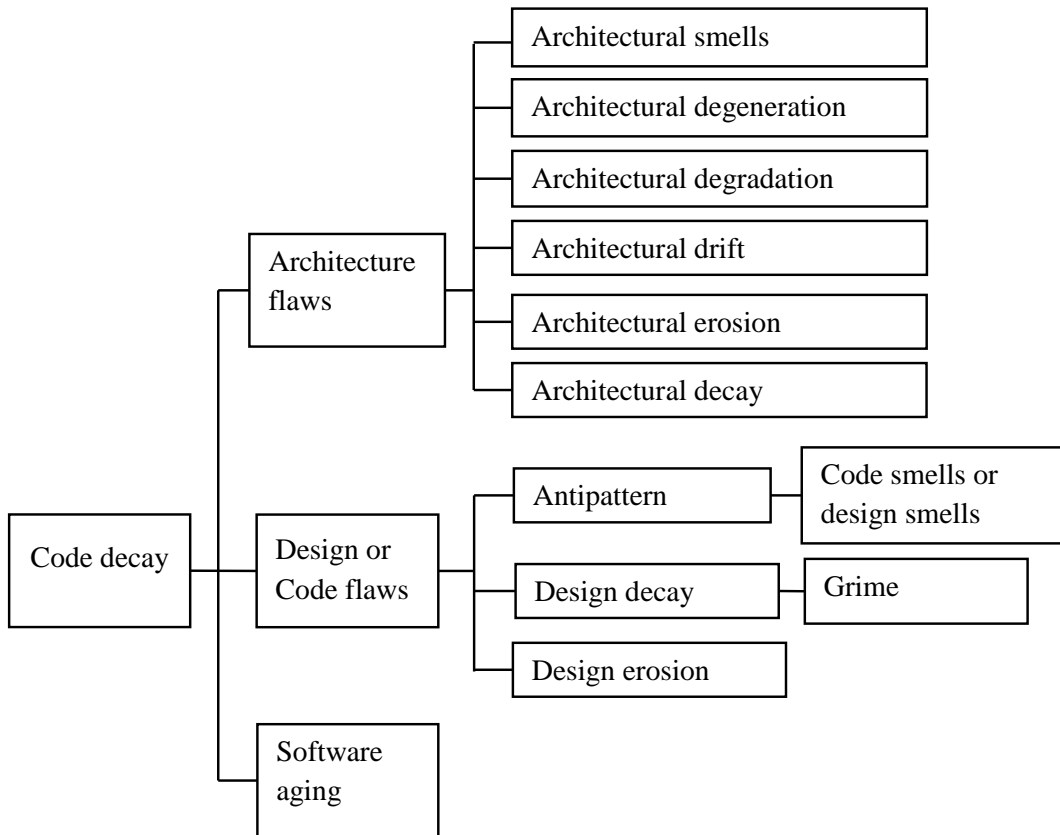 Architectural smells
Architectural degeneration
Architectural degradation
Architectural drift
Architectural erosion
Architectural decay
Architecture
flaws
Code decay
Design or
Code flaws
Antipattern
Code smells or
design smells
Design decay
Grime
Design erosion
Software
aging